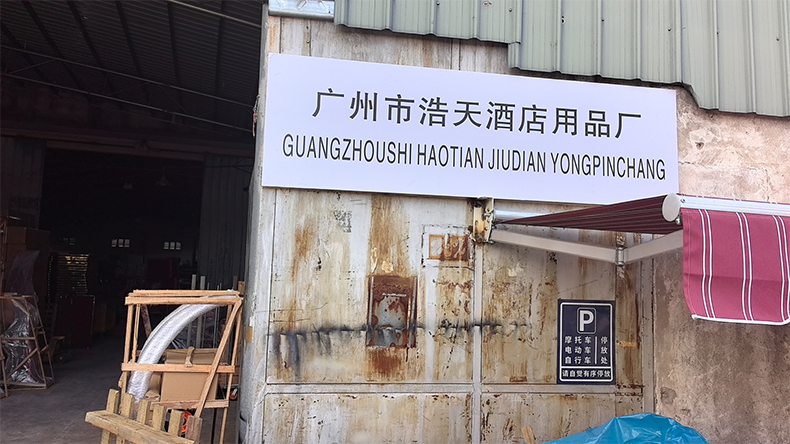 广州市浩天酒店用品厂
GUANGZHOUSHI HAOTIAN JIUDIAN YONGPINCHANG
P
摩托车 停
电动车 放
自行车 处
请自觉有序停放